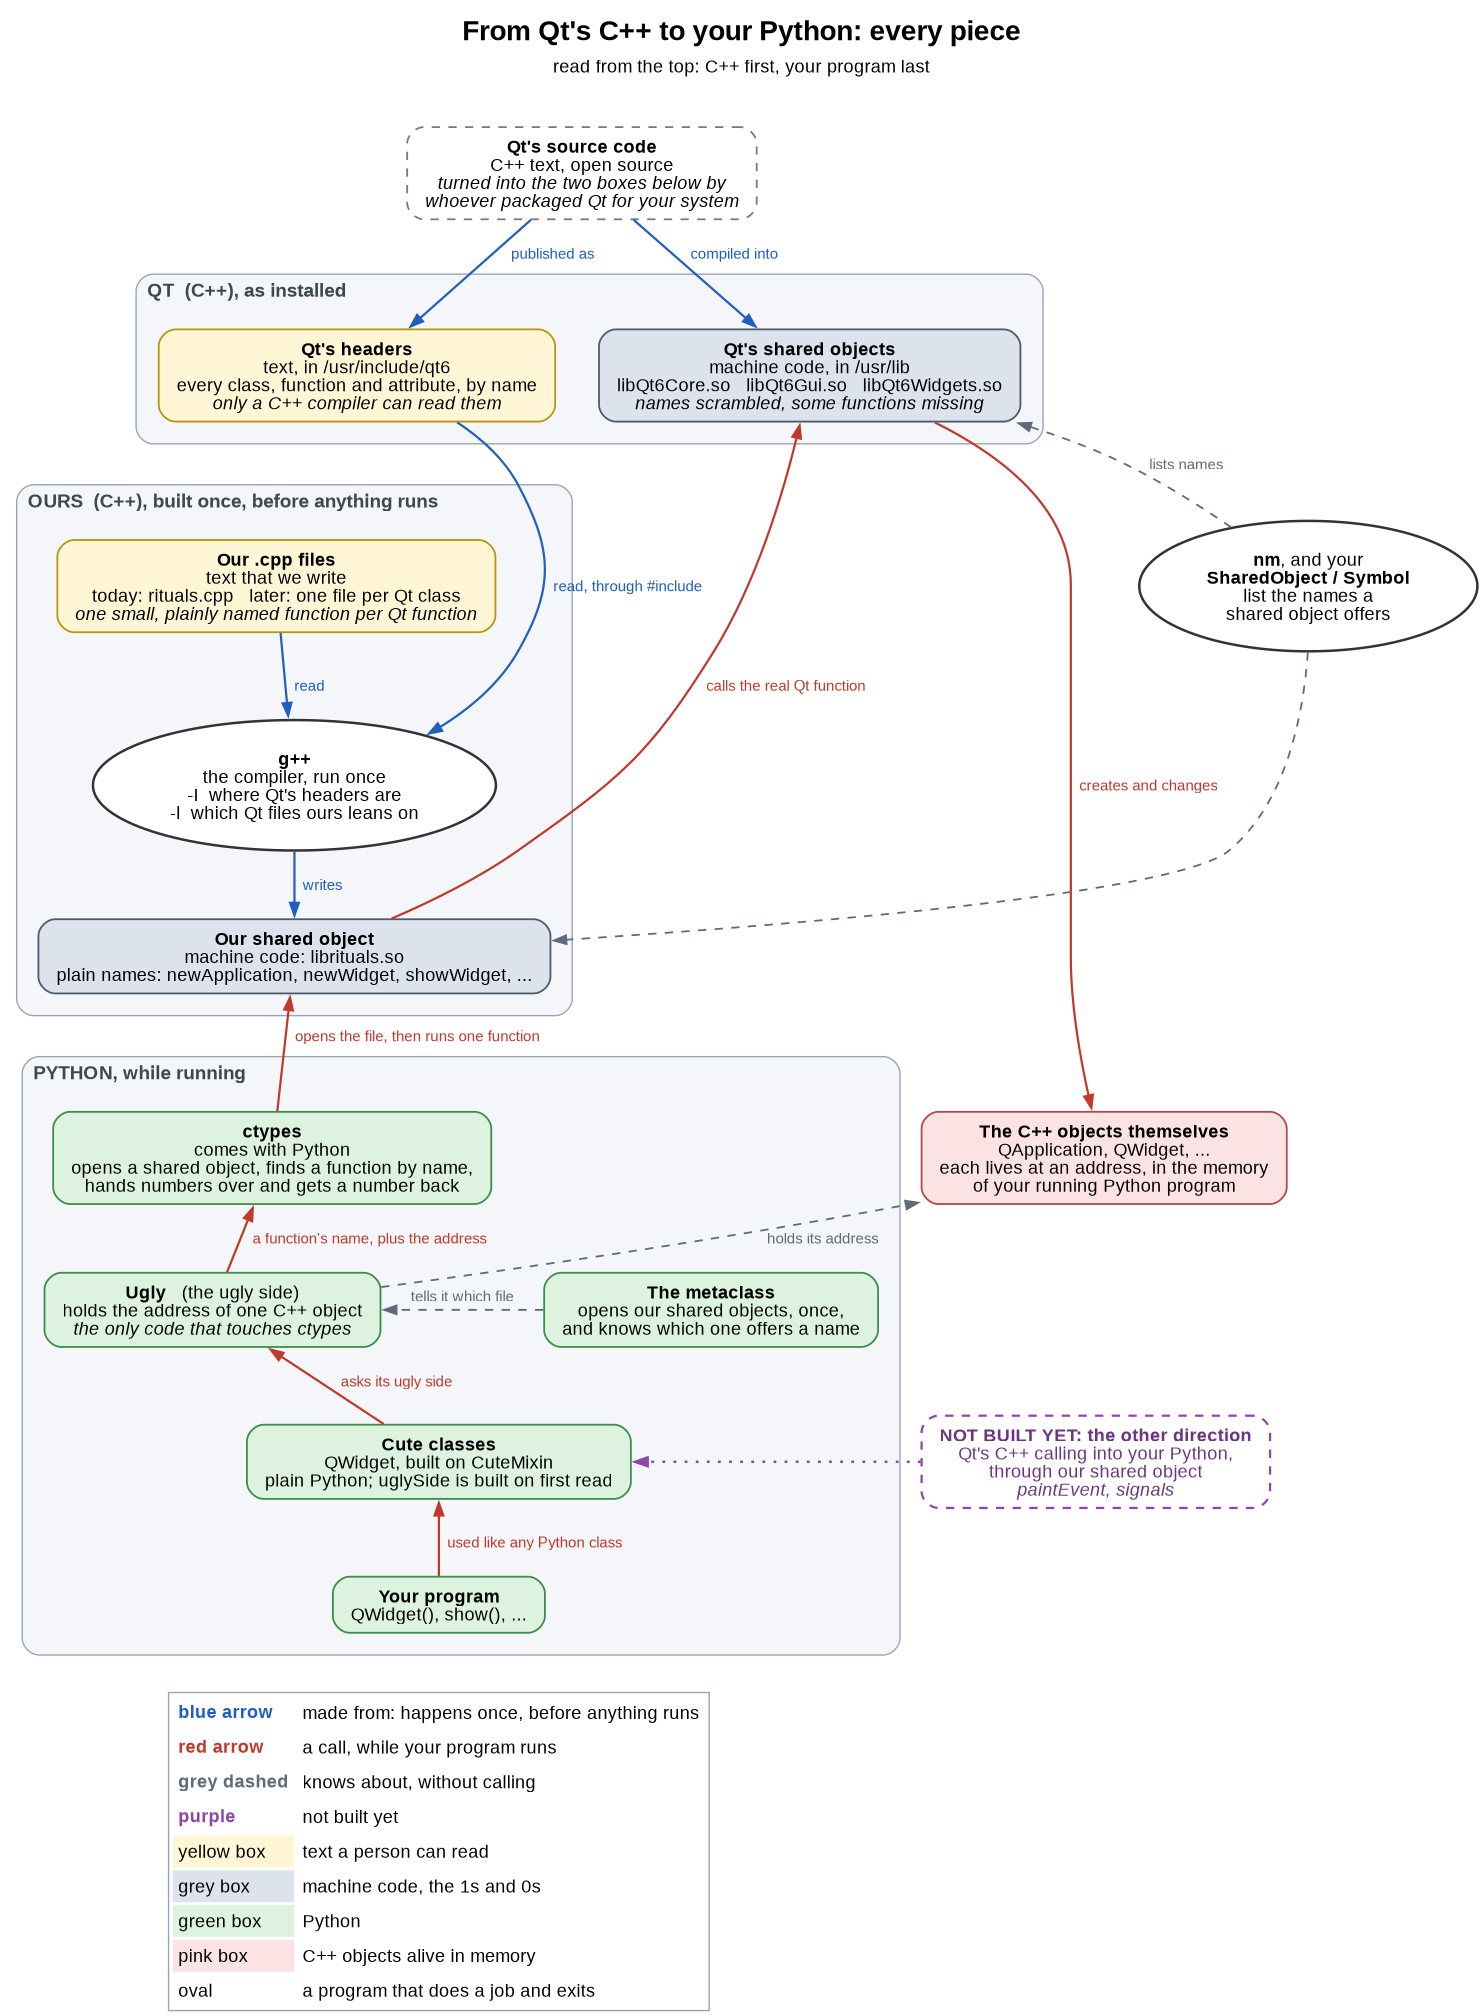 From Qt's C++ to your Python: every piece
read from the top: C++ first, your program last
Qt's source code
C++ text, open source
turned into the two boxes below by
whoever packaged Qt for your system
published as
compiled into
QT (C++), as installed
Qt's headers
text, in /usr/include/qt6
every class, function and attribute, by name
only a C++ compiler can read them
Qt's shared objects
machine code, in /usr/lib
libQt6Core.so libQt6Gui.so libQt6Widgets.so
names scrambled, some functions missing
lists names
OURS (C++), built once, before anything runs
Our .cpp files
text that we write
today: rituals.cpp later: one file per Qt class
one small, plainly named function per Qt function
read, through #include
nm, and your
SharedObject / Symbol
list the names a
shared object offers
read
calls the real Qt function
g++
the compiler, run once
-I where Qt's headers are
-l which Qt files ours leans on
creates and changes
writes
Our shared object
machine code: librituals.so
plain names: newApplication, newWidget, showWidget, ...
opens the file, then runs one function
PYTHON, while running
ctypes
comes with Python
opens a shared object, finds a function by name,
hands numbers over and gets a number back
The C++ objects themselves
QApplication, QWidget, ...
each lives at an address, in the memory
of your running Python program
a function's name, plus the address
holds its address
Ugly (the ugly side)
holds the address of one C++ object
the only code that touches ctypes
tells it which file
The metaclass
opens our shared objects, once,
and knows which one offers a name
asks its ugly side
Cute classes
QWidget, built on CuteMixin
plain Python; uglySide is built on first read
NOT BUILT YET: the other direction
Qt's C++ calling into your Python,
through our shared object
paintEvent, signals
used like any Python class
Your program
QWidget(), show(), ...
blue arrow made from: happens once, before anything runs
red arrow a call, while your program runs
grey dashed knows about, without calling
purple not built yet
yellow box text a person can read
grey box machine code, the 1s and 0s
green box Python
pink box C++ objects alive in memory
oval a program that does a job and exits